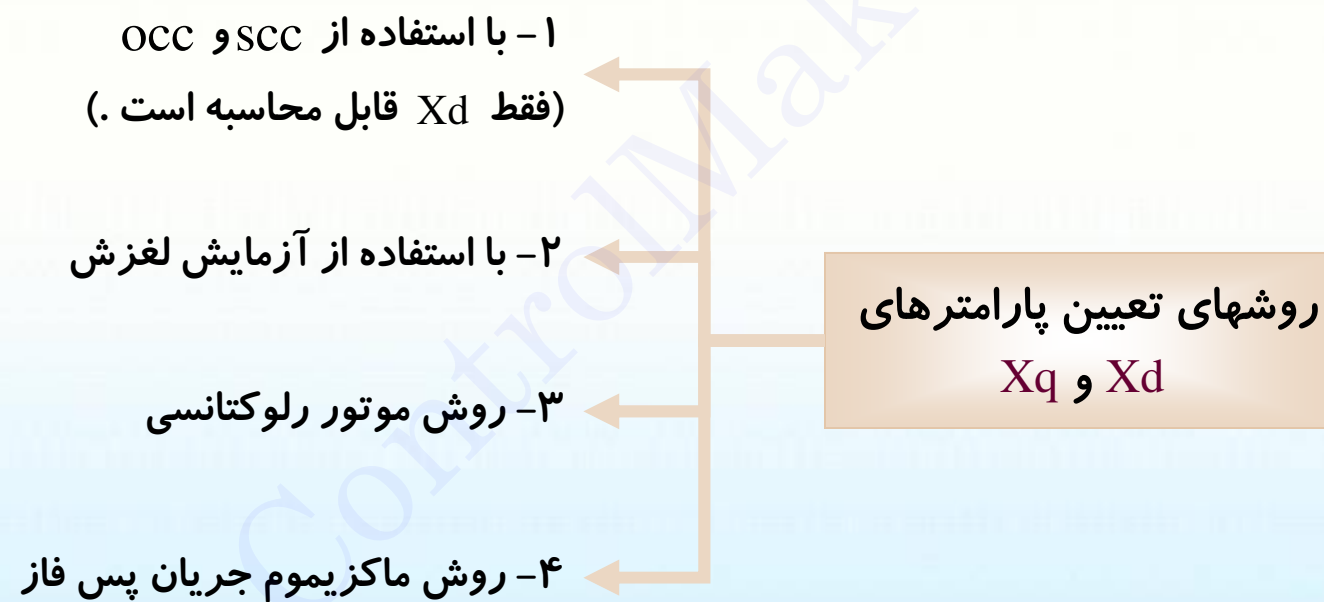 روشهای تعیین پارامترهای
Xd و Xq
۱- با استفاده از scc و occ
(فقط Xd قابل محاسبه است .)
۲- با استفاده از آزمایش لغزش
۳- روش موتور رلوکتانسی
۴- روش ماکزیموم جریان پس فاز
ControlMak